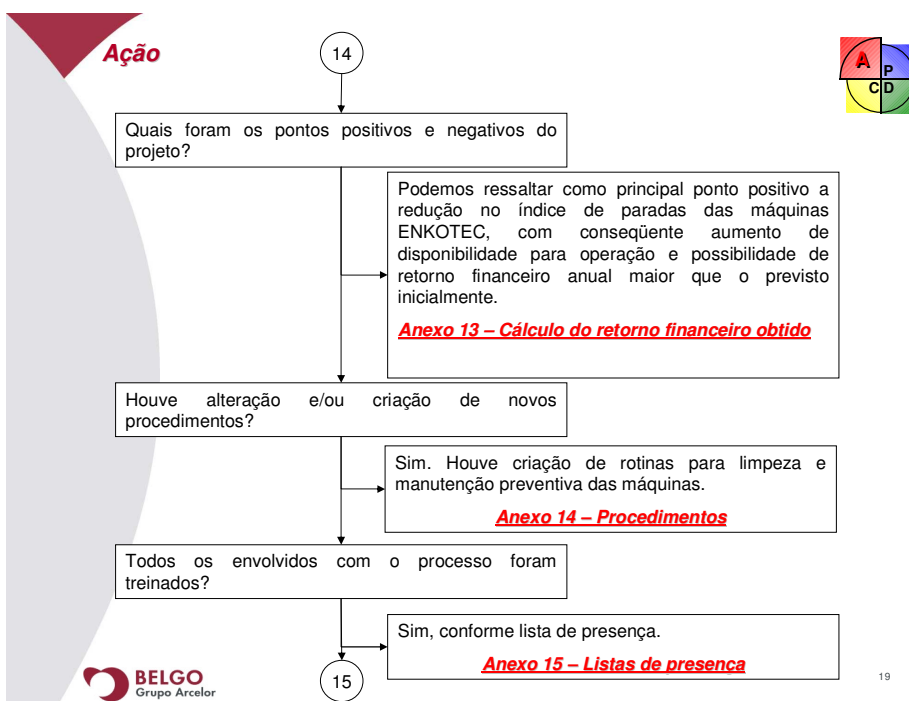 Ação
14
A
P
C D
Quais foram os pontos positivos e negativos do
projeto?
Podemos ressaltar como principal ponto positivo a
redução no índice de paradas das máquinas
ENKOTEC, com conseqüente aumento de
disponibilidade para operação e possibilidade de
retorno financeiro anual maior que o previsto
inicialmente.
Anexo 13 – Cálculo do retorno financeiro obtido
Houve alteração e/ou criação de novos
procedimentos?
Sim. Houve criação de rotinas para limpeza e
manutenção preventiva das máquinas.
Anexo 14 – Procedimentos
Todos os envolvidos com o processo foram
treinados?
Sim, conforme lista de presença.
Anexo 15 – Listas de presença
15
BELGO
Grupo Arcelor
19